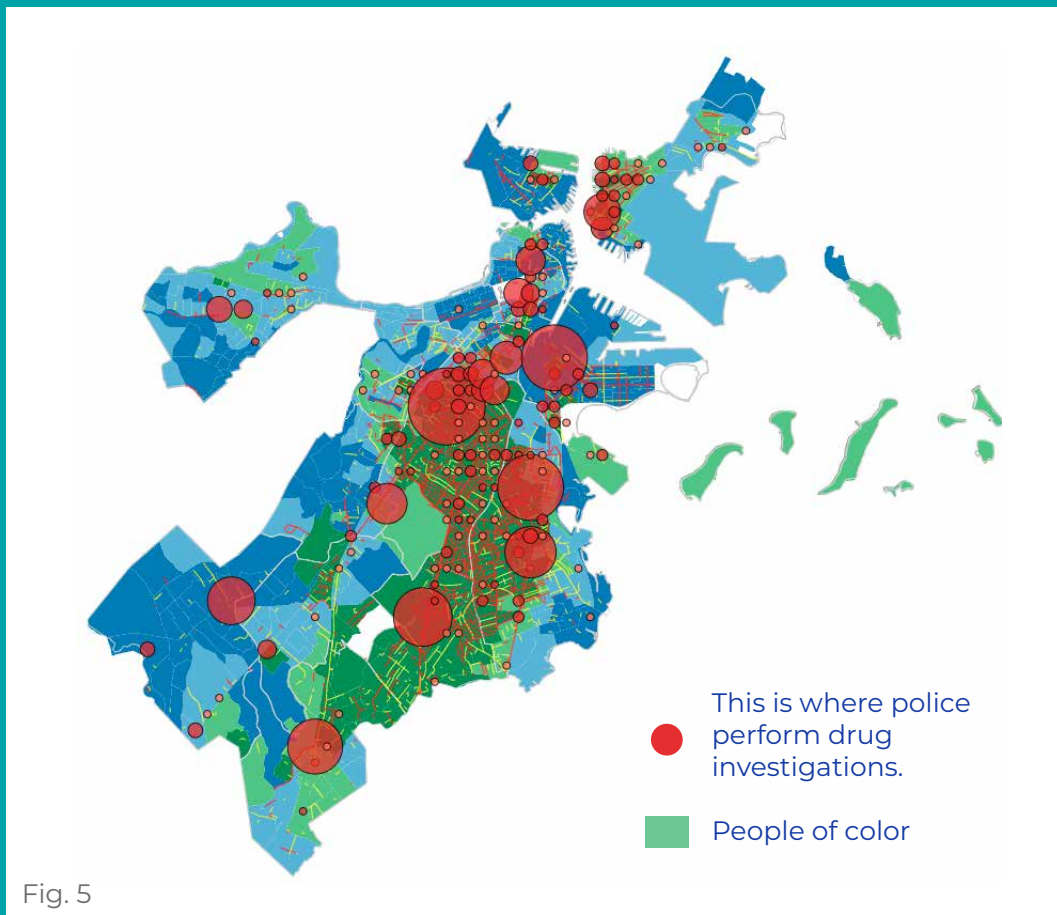 This is where police
perform drug
investigations.
People of color
Fig. 5